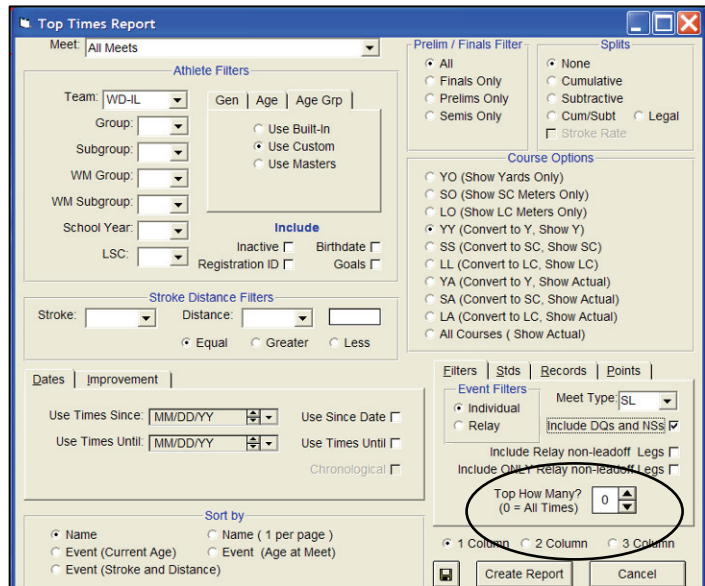 Top Times Report
Meet: All Meets
Athlete Filters
Team: WD-IL
Group:
Subgroup:
WM Group:
WM Subgroup:
School Year:
LSC:
Gen Age Age Grp
Use Built-In
Use Custom
Use Masters
Include
Inactive Birthdate
Registration ID Goals
Prelim / Finals Filter
All
Finals Only
Prelims Only
Semis Only
Splits
None
Cumulative
Subtractive
Cum/Subt Legal
Stroke Rate
Course Options
YO (Show Yards Only)
SO (Show SC Meters Only)
LO (Show LC Meters Only)
YY (Convert to Y, Show Y)
SS (Convert to SC, Show SC)
LL (Convert to LC, Show LC)
YA (Convert to Y, Show Actual)
SA (Convert to SC, Show Actual)
LA (Convert to LC, Show Actual)
All Courses ( Show Actual)
Stroke Distance Filters
Stroke: Distance:
Equal Greater Less
Dates Improvement
Use Times Since: MM/DD/YY Use Since Date
Use Times Until: MM/DD/YY Use Times Until
Chronological
Filters Stds Records Points
Event Filters
Individual
Relay
Meet Type: SL
Include DQs and NSs
Include Relay non-leadoff Legs
Include ONLY Relay non-leadoff Legs
Top How Many?
(0 = All Times)
0
Sort by
Name Name ( 1 per page )
Event (Current Age) Event (Age at Meet)
Event (Stroke and Distance)
1 Column 2 Column 3 Column
Create Report Cancel